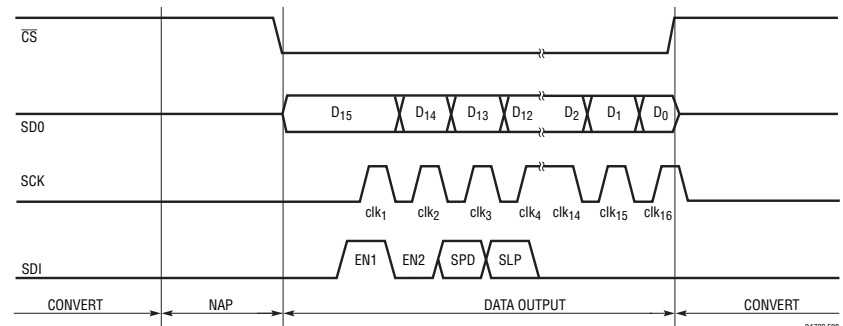 CS
SD0
D15 D14 D13 D12 D2 D1 D0
SCK
clk1 clk2 clk3 clk4 clk14 clk15 clk16
SDI
EN1 EN2 SPD SLP
CONVERT NAP DATA OUTPUT CONVERT